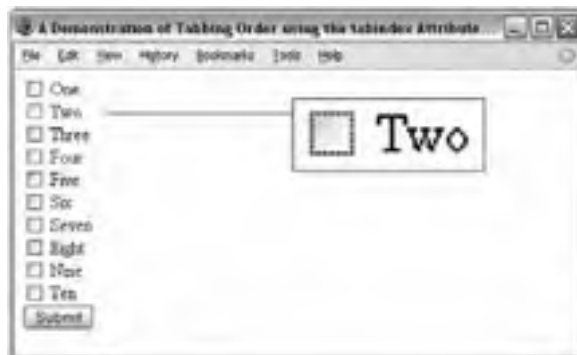 A Demonstration of Tabbing Order using the tabindex Attribute...
File Edit View History Bookmarks Tools Help
One
Two
Two
Three
Four
Five
Six
Seven
Eight
Nine
Ten
Submit